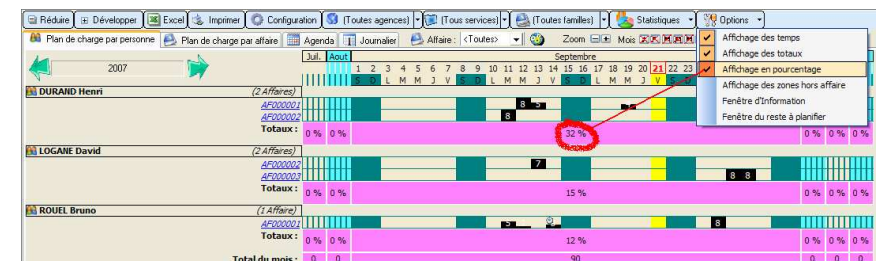 Réduire Développer Excel Imprimer Configuration (Toutes agences) (Tous services) (Toutes familles) Statistiques Options
Plan de charge par personne Plan de charge par affaire Agenda Journalier Affaire : <Toutes> Zoom Mois
Affichage des temps
Affichage des totaux
Affichage en pourcentage
Affichage des zones hors affaire
Fenêtre d'Information
Fenêtre du reste à planifier
2007
Juil. Aout Septembre
1 2 3 4 5 6 7 8 9 10 11 12 13 14 15 16 17 18 19 20 21 22 23
S D L M M J V S D L M M J V S D L M M J V S D
DURAND Henri (2 Affaires)
AF000001 8 5
AF000002 8
Totaux : 0 % 0 % 32 % 0 % 0 % 0 %
LOGANE David (2 Affaires)
AF000002 7
AF000003 8 8
Totaux : 0 % 0 % 15 % 0 % 0 % 0 %
ROUEL Bruno (1 Affaire)
AF000001 5 8
Totaux : 0 % 0 % 12 % 0 % 0 % 0 %
Total du mois : 0 0 90 0 0 0